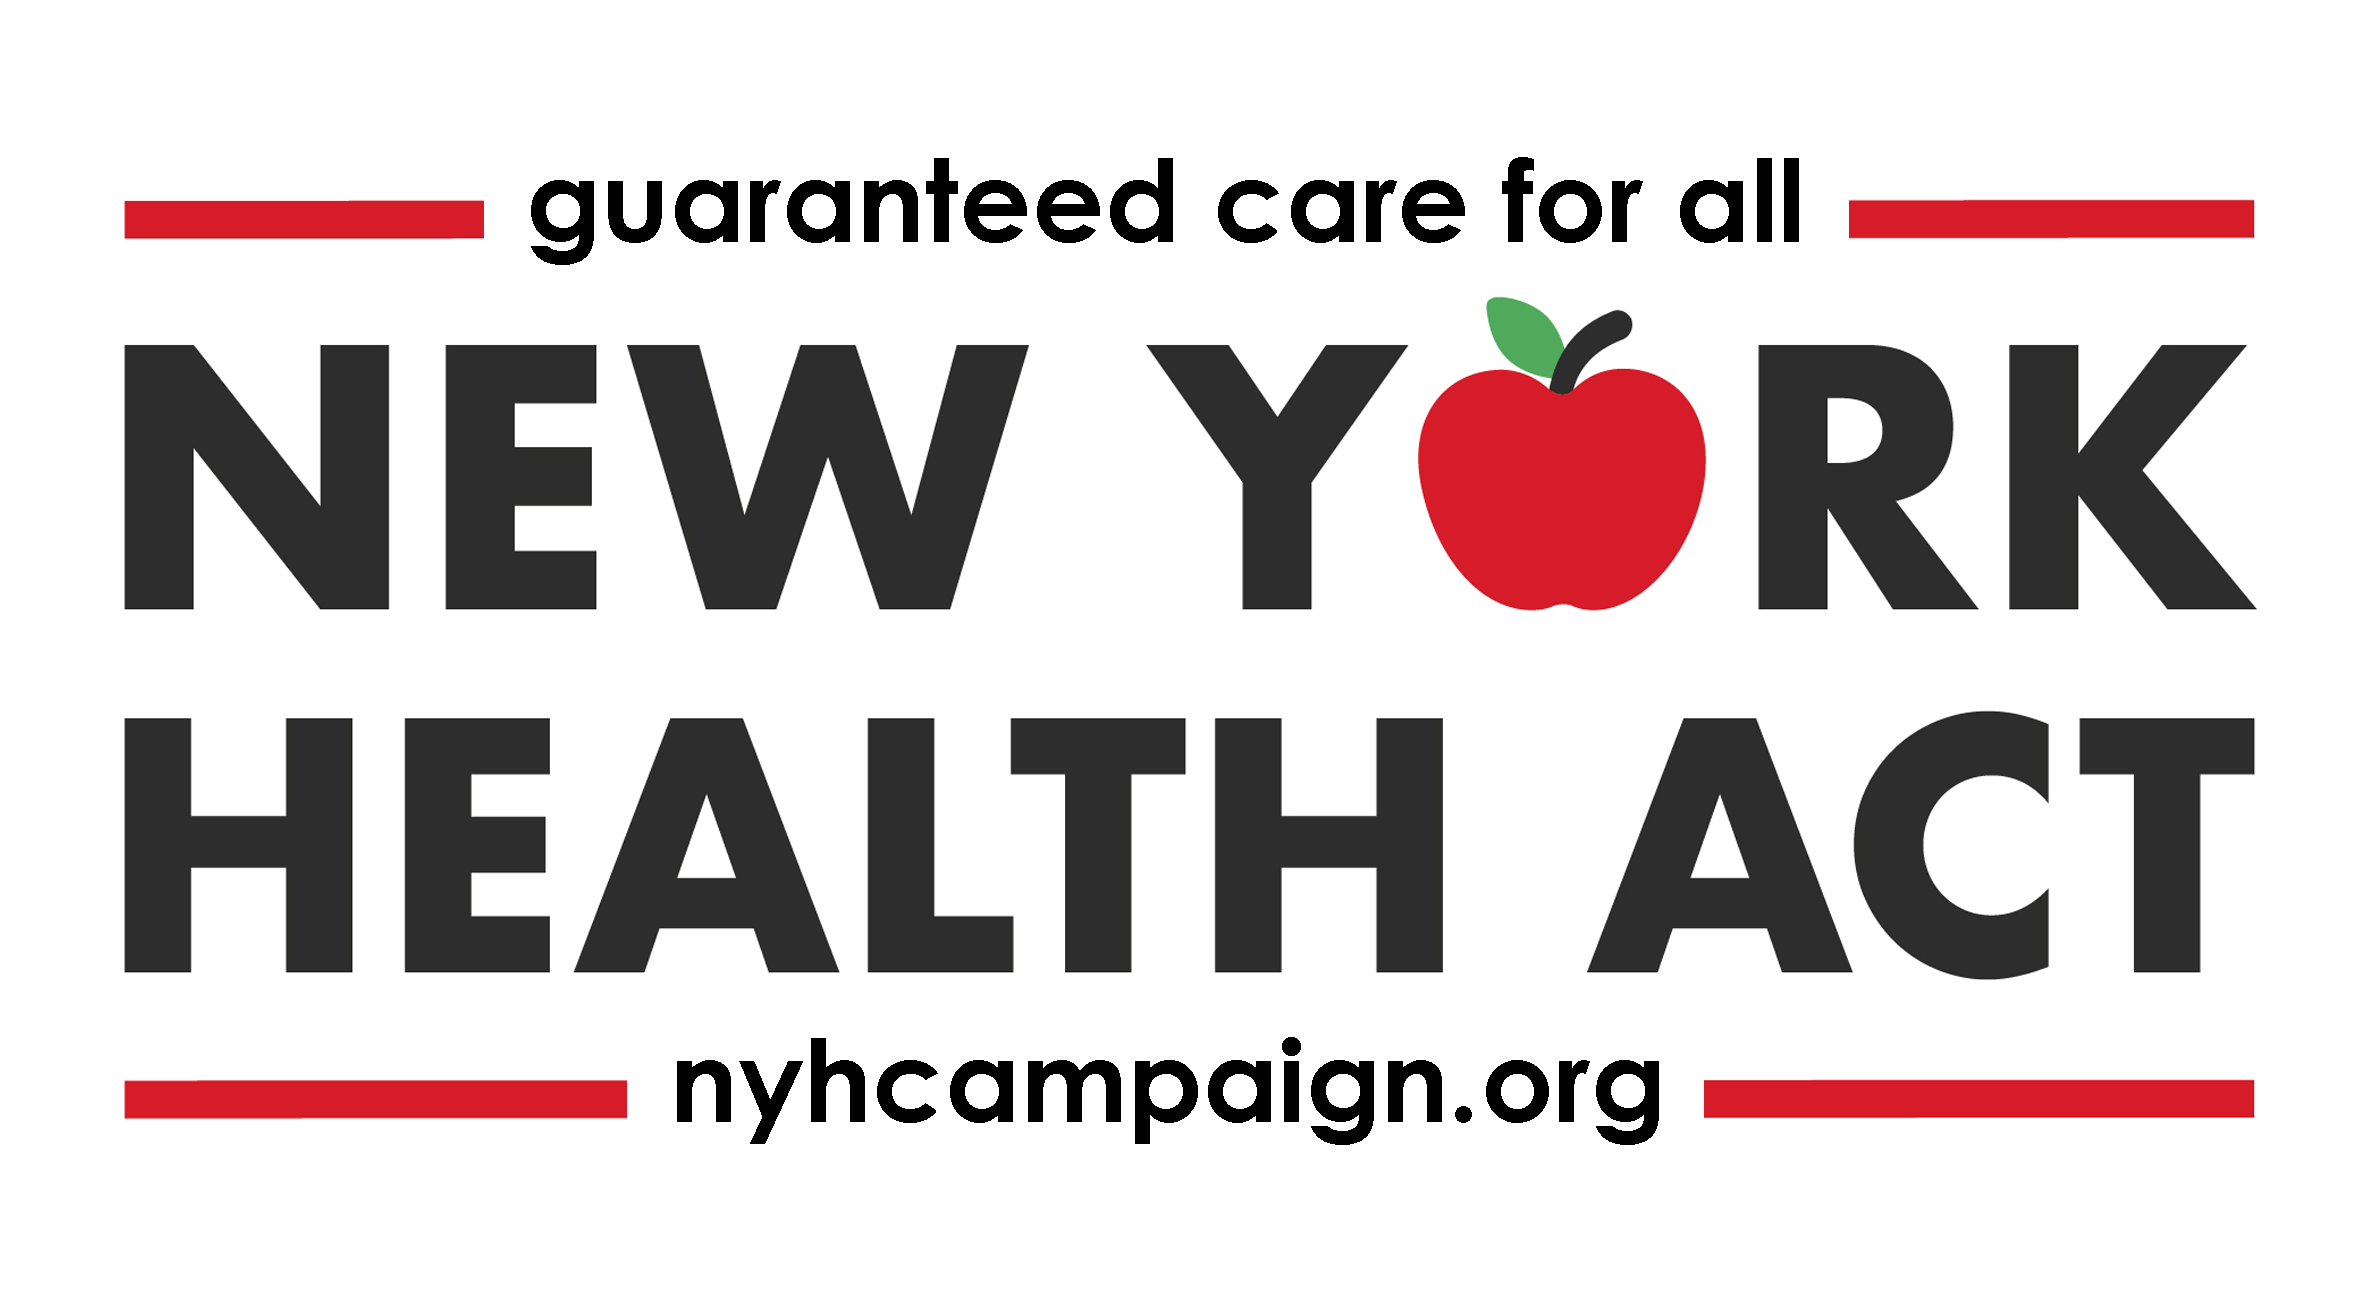 guaranteed care for all
NEW YORK
HEALTH ACT
nyhcampaign.org